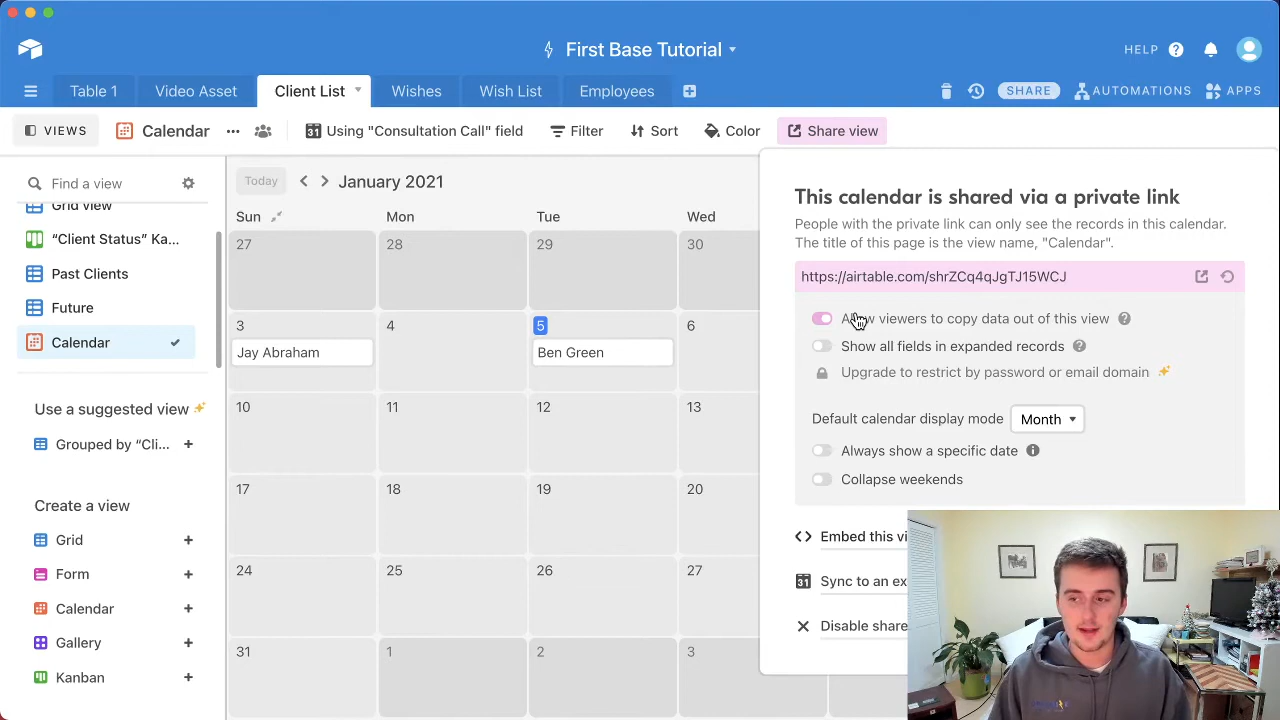 First Base Tutorial
HELP
Table 1
Video Asset
Client List
Wishes
Wish List
Employees
SHARE
AUTOMATIONS
APPS
VIEWS
Calendar
31
Using "Consultation Call" field
Filter
Sort
Color
Share view
Find a view
Grid view
"Client Status" Ka...
Past Clients
Future
Calendar
Use a suggested view
Grouped by "Cli...
Create a view
Grid
Form
Calendar
Gallery
Kanban
Today
January 2021
Sun Mon Tue Wed
27 28 29 30
3 4 5 6
Jay Abraham Ben Green
10 11 12 13
17 18 19 20
24 25 26 27
31 1 2 3
This calendar is shared via a private link
People with the private link can only see the records in this calendar.
The title of this page is the view name, "Calendar".
https://airtable.com/shrZCq4qJgTJ15WCJ
Allow viewers to copy data out of this view
Show all fields in expanded records
Upgrade to restrict by password or email domain
Default calendar display mode Month
Always show a specific date
Collapse weekends
Embed this vi
31 Sync to an ex
Disable share